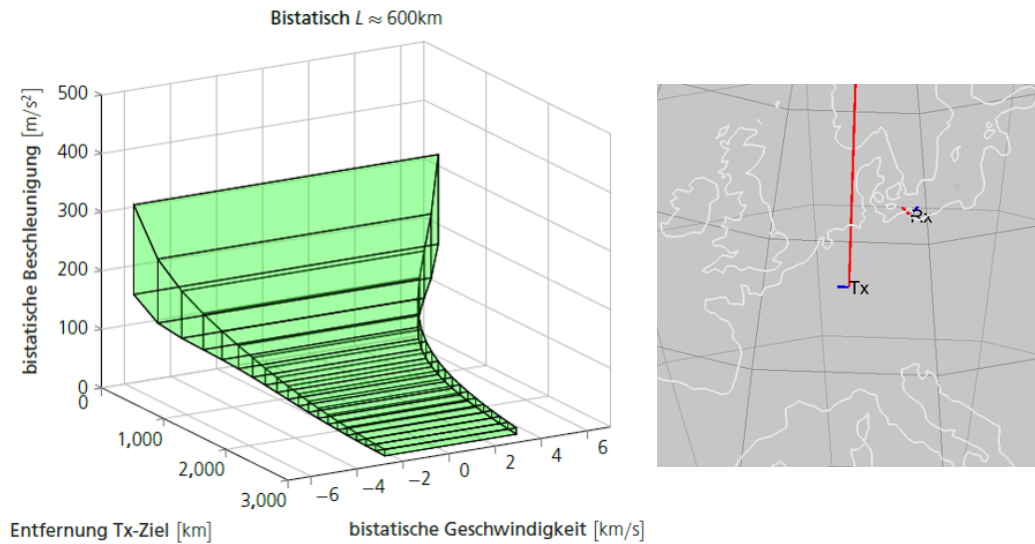 Bistatisch L ≈ 600km
bistatische Beschleunigung [m/s²]
500
400
300
200
100
0
0
1,000
2,000
3,000
−6
−4
−2
0
2
4
6
Entfernung Tx-Ziel [km]
bistatische Geschwindigkeit [km/s]
Rx
Tx